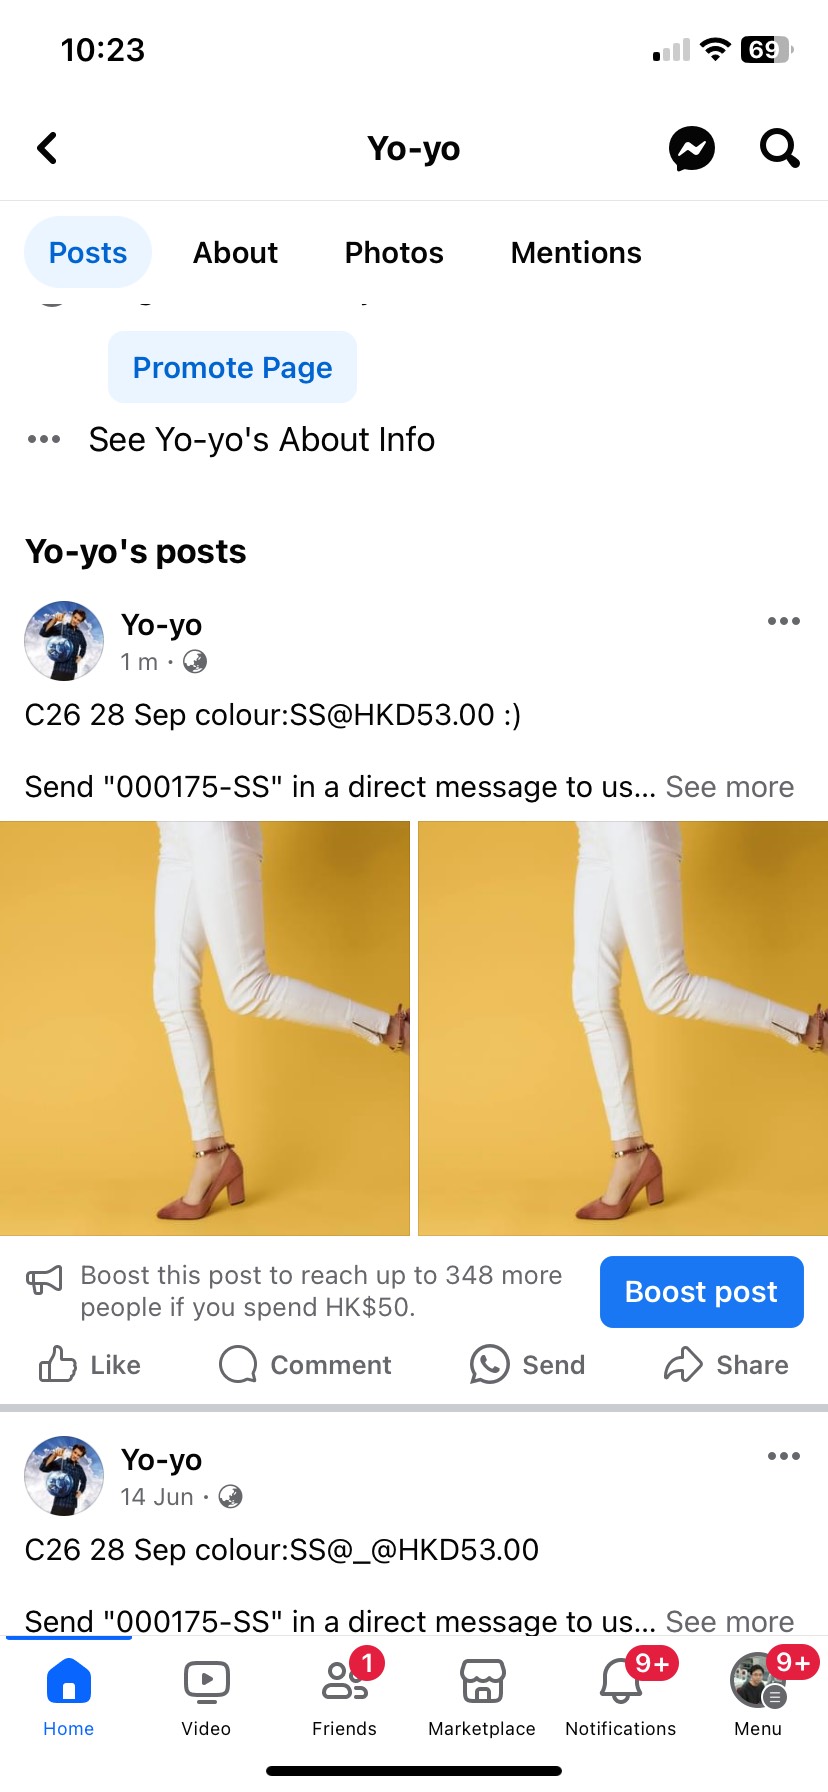 10:23
69
Yo-yo
Posts
About
Photos
Mentions
Promote Page
See Yo-yo's About Info
Yo-yo's posts
Yo-yo
1 m ·
C26 28 Sep colour:SS@HKD53.00 :)
Send "000175-SS" in a direct message to us... See more
Boost this post to reach up to 348 more
people if you spend HK$50.
Boost post
Like
Comment
Send
Share
Yo-yo
14 Jun ·
C26 28 Sep colour:SS@_@HKD53.00
Send "000175-SS" in a direct message to us... See more
1
9+
9+
Home
Video
Friends
Marketplace
Notifications
Menu